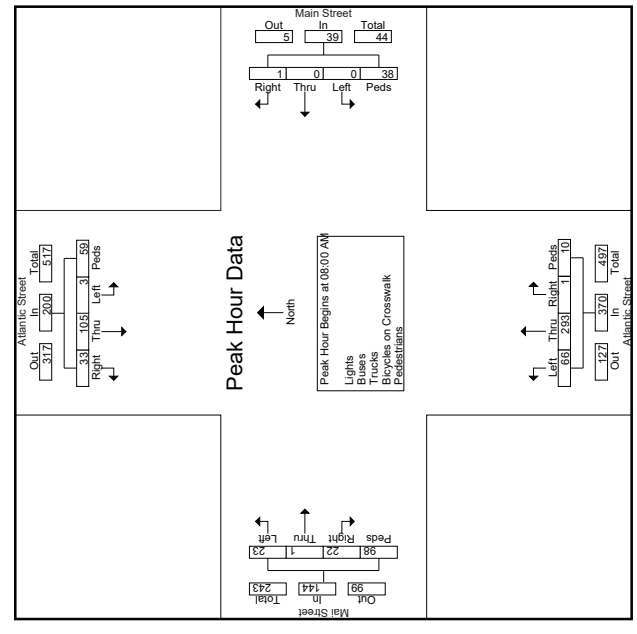 Main Street
Out In Total
5 39 44
1 0 0 38
Right Thru Left Peds
Atlantic Street
Out In Total
317 200 517
33 105 3 59
Right Thru Left Peds
Peak Hour Data
North
Peak Hour Begins at 08:00 AM
Lights
Buses
Trucks
Bicycles on Crosswalk
Pedestrians
Left Thru Right Peds
66 293 1 10
127 370 497
Out In Total
Atlantic Street
Left Thru Right Peds
23 1 22 98
243 144 99
Total In Out
Mai Street